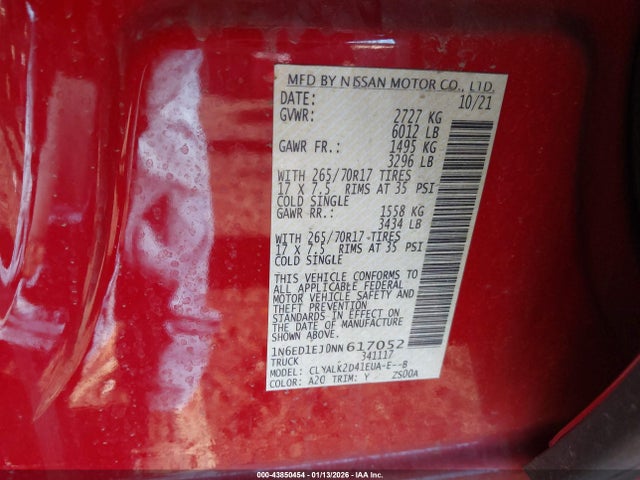 MFD BY NISSAN MOTOR CO., LTD.
DATE: 10/21
GVWR: 2727 KG
6012 LB
GAWR FR.: 1495 KG
3296 LB
WITH 265/70R17 TIRES
17 X 7.5 RIMS AT 35 PSI
COLD SINGLE
GAWR RR.: 1558 KG
3434 LB
WITH 265/70R17 TIRES
17 X 7.5 RIMS AT 35 PSI
COLD SINGLE
THIS VEHICLE CONFORMS TO
ALL APPLICABLE FEDERAL
MOTOR VEHICLE SAFETY AND
THEFT PREVENTION
STANDARDS IN EFFECT ON
THE DATE OF MANUFACTURE
SHOWN ABOVE.
1N6ED1EJ0NN617052
TRUCK 341117
MODEL: CLYALK2D41EUA-E--B
COLOR: A20 TRIM: Y ZS00A
000-43850454 - 01/13/2026 - IAA Inc.